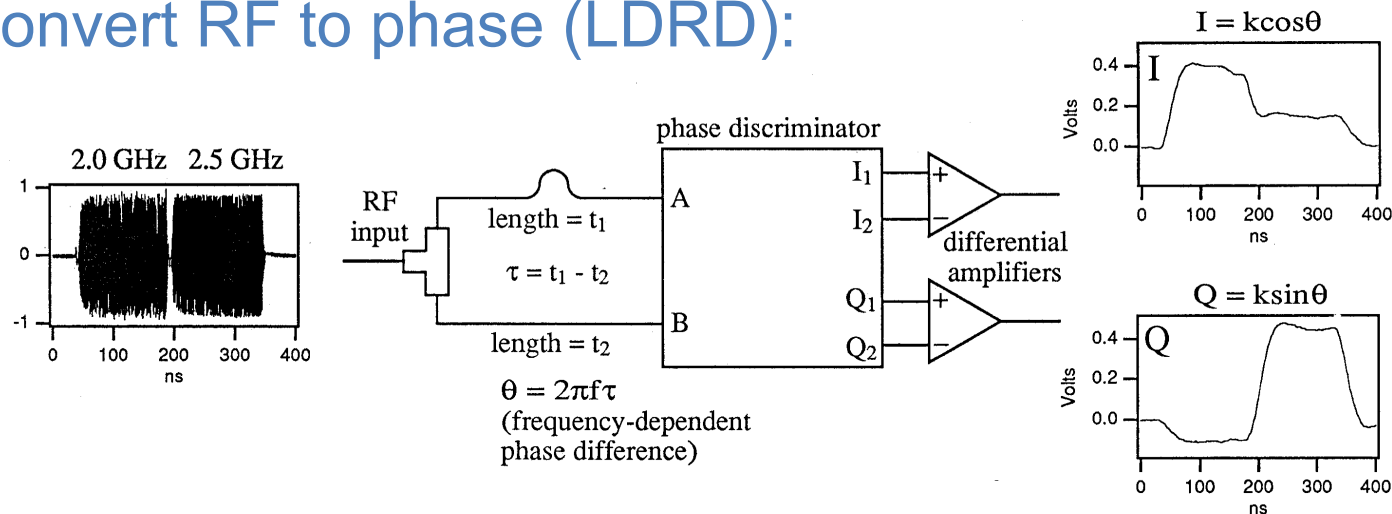 onvert RF to phase (LDRD):
2.0 GHz 2.5 GHz
1
0
-1
0 100 200 300 400
ns
RF
input
length = t₁
τ = t₁ - t₂
length = t₂
θ = 2πfτ
(frequency-dependent
phase difference)
phase discriminator
A
B
I₁
I₂
Q₁
Q₂
+
−
+
−
differential
amplifiers
I = kcosθ
I
Volts
0.4
0.2
0.0
0 100 200 300 400
ns
Q = ksinθ
Q
Volts
0.4
0.2
0.0
0 100 200 300 400
ns